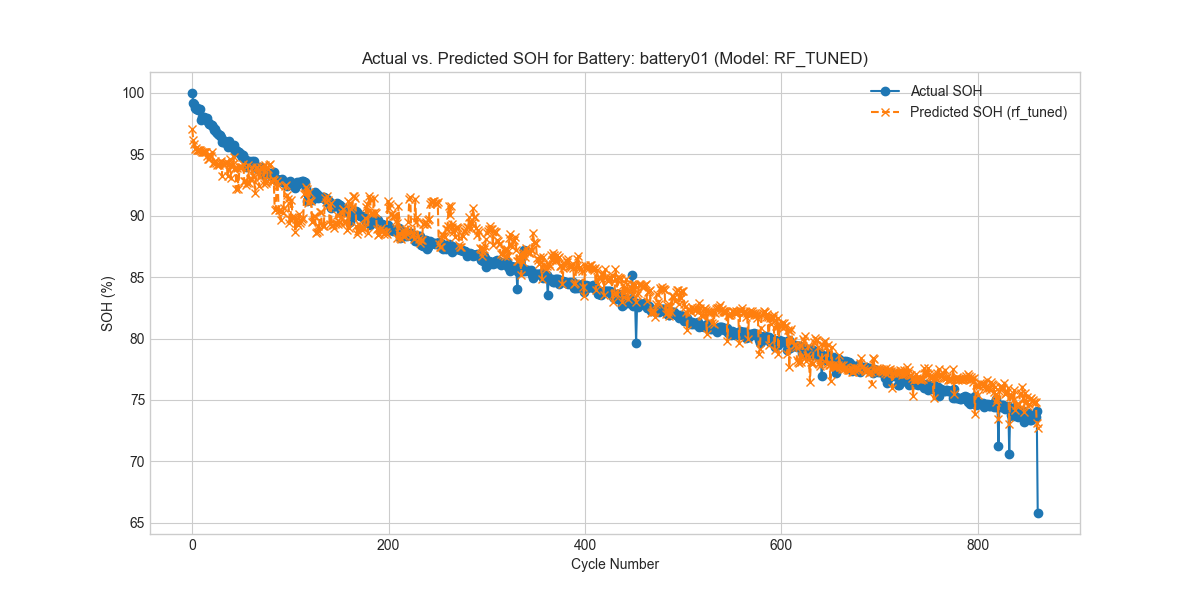 Actual vs. Predicted SOH for Battery: battery01 (Model: RF_TUNED)
Actual SOH
Predicted SOH (rf_tuned)
100
95
90
85
80
75
70
65
SOH (%)
0 200 400 600 800
Cycle Number